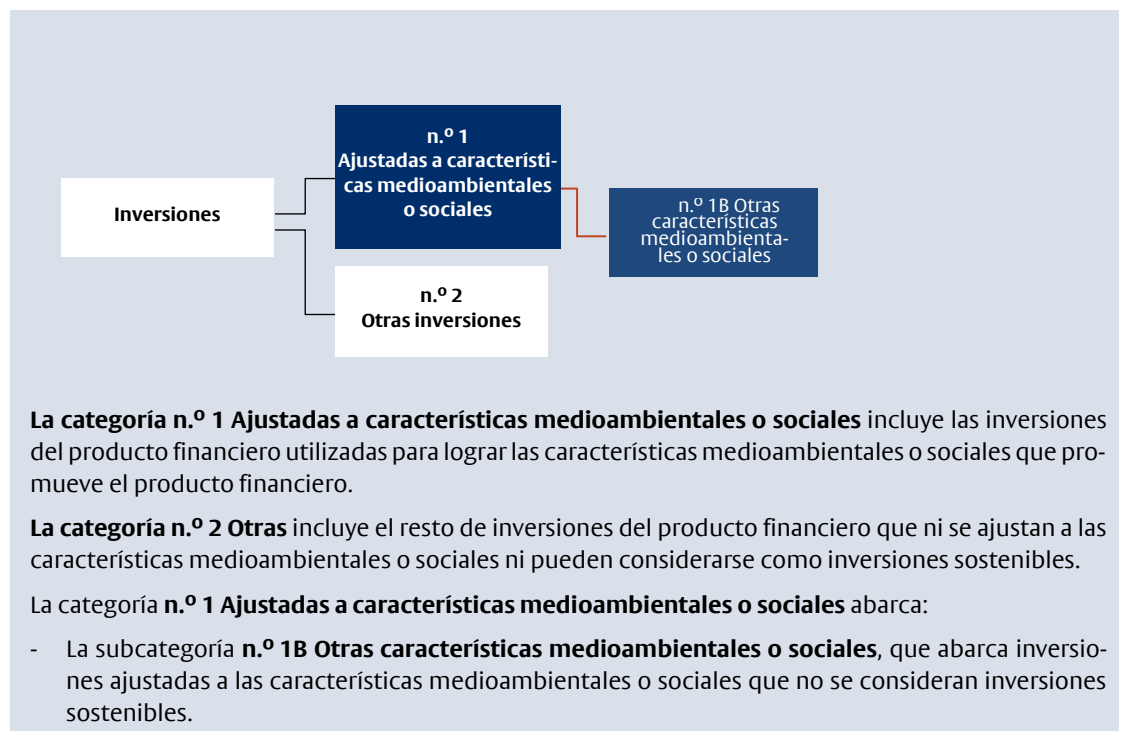 Inversiones
n.º 1
Ajustadas a característi-
cas medioambientales
o sociales
n.º 2
Otras inversiones
n.º 1B Otras
características
medioambienta-
les o sociales
La categoría n.º 1 Ajustadas a características medioambientales o sociales incluye las inversiones
del producto financiero utilizadas para lograr las características medioambientales o sociales que pro-
mueve el producto financiero.
La categoría n.º 2 Otras incluye el resto de inversiones del producto financiero que ni se ajustan a las
características medioambientales o sociales ni pueden considerarse como inversiones sostenibles.
La categoría n.º 1 Ajustadas a características medioambientales o sociales abarca:
- La subcategoría n.º 1B Otras características medioambientales o sociales, que abarca inversio-
nes ajustadas a las características medioambientales o sociales que no se consideran inversiones
sostenibles.